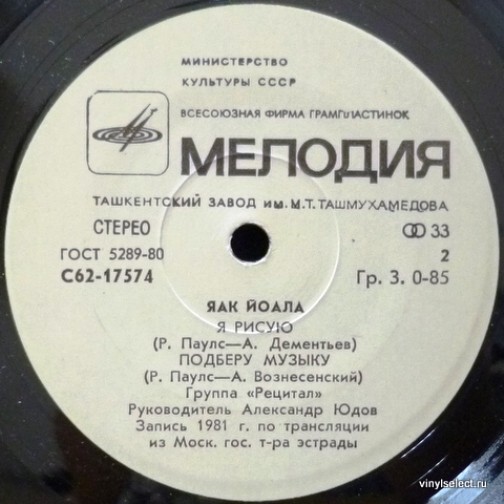 МИНИСТЕРСТВО
КУЛЬТУРЫ СССР
ВСЕСОЮЗНАЯ ФИРМА ГРАМПЛАСТИНОК
МЕЛОДИЯ
ТАШКЕНТСКИЙ ЗАВОД ИМ. М.Т. ТАШМУХАМЕДОВА
СТЕРЕО 33
ГОСТ 5289-80 2
С62-17574 Гр. 3. 0-85
ЯАК ЙОАЛА
Я РИСУЮ
(Р. Паулс—А. Дементьев)
ПОДБЕРУ МУЗЫКУ
(Р. Паулс—А. Вознесенский)
Группа «Рецитал»
Руководитель Александр Юдов
Запись 1981 г. по трансляции
из Моск. гос. т-ра эстрады
vinylselect.ru